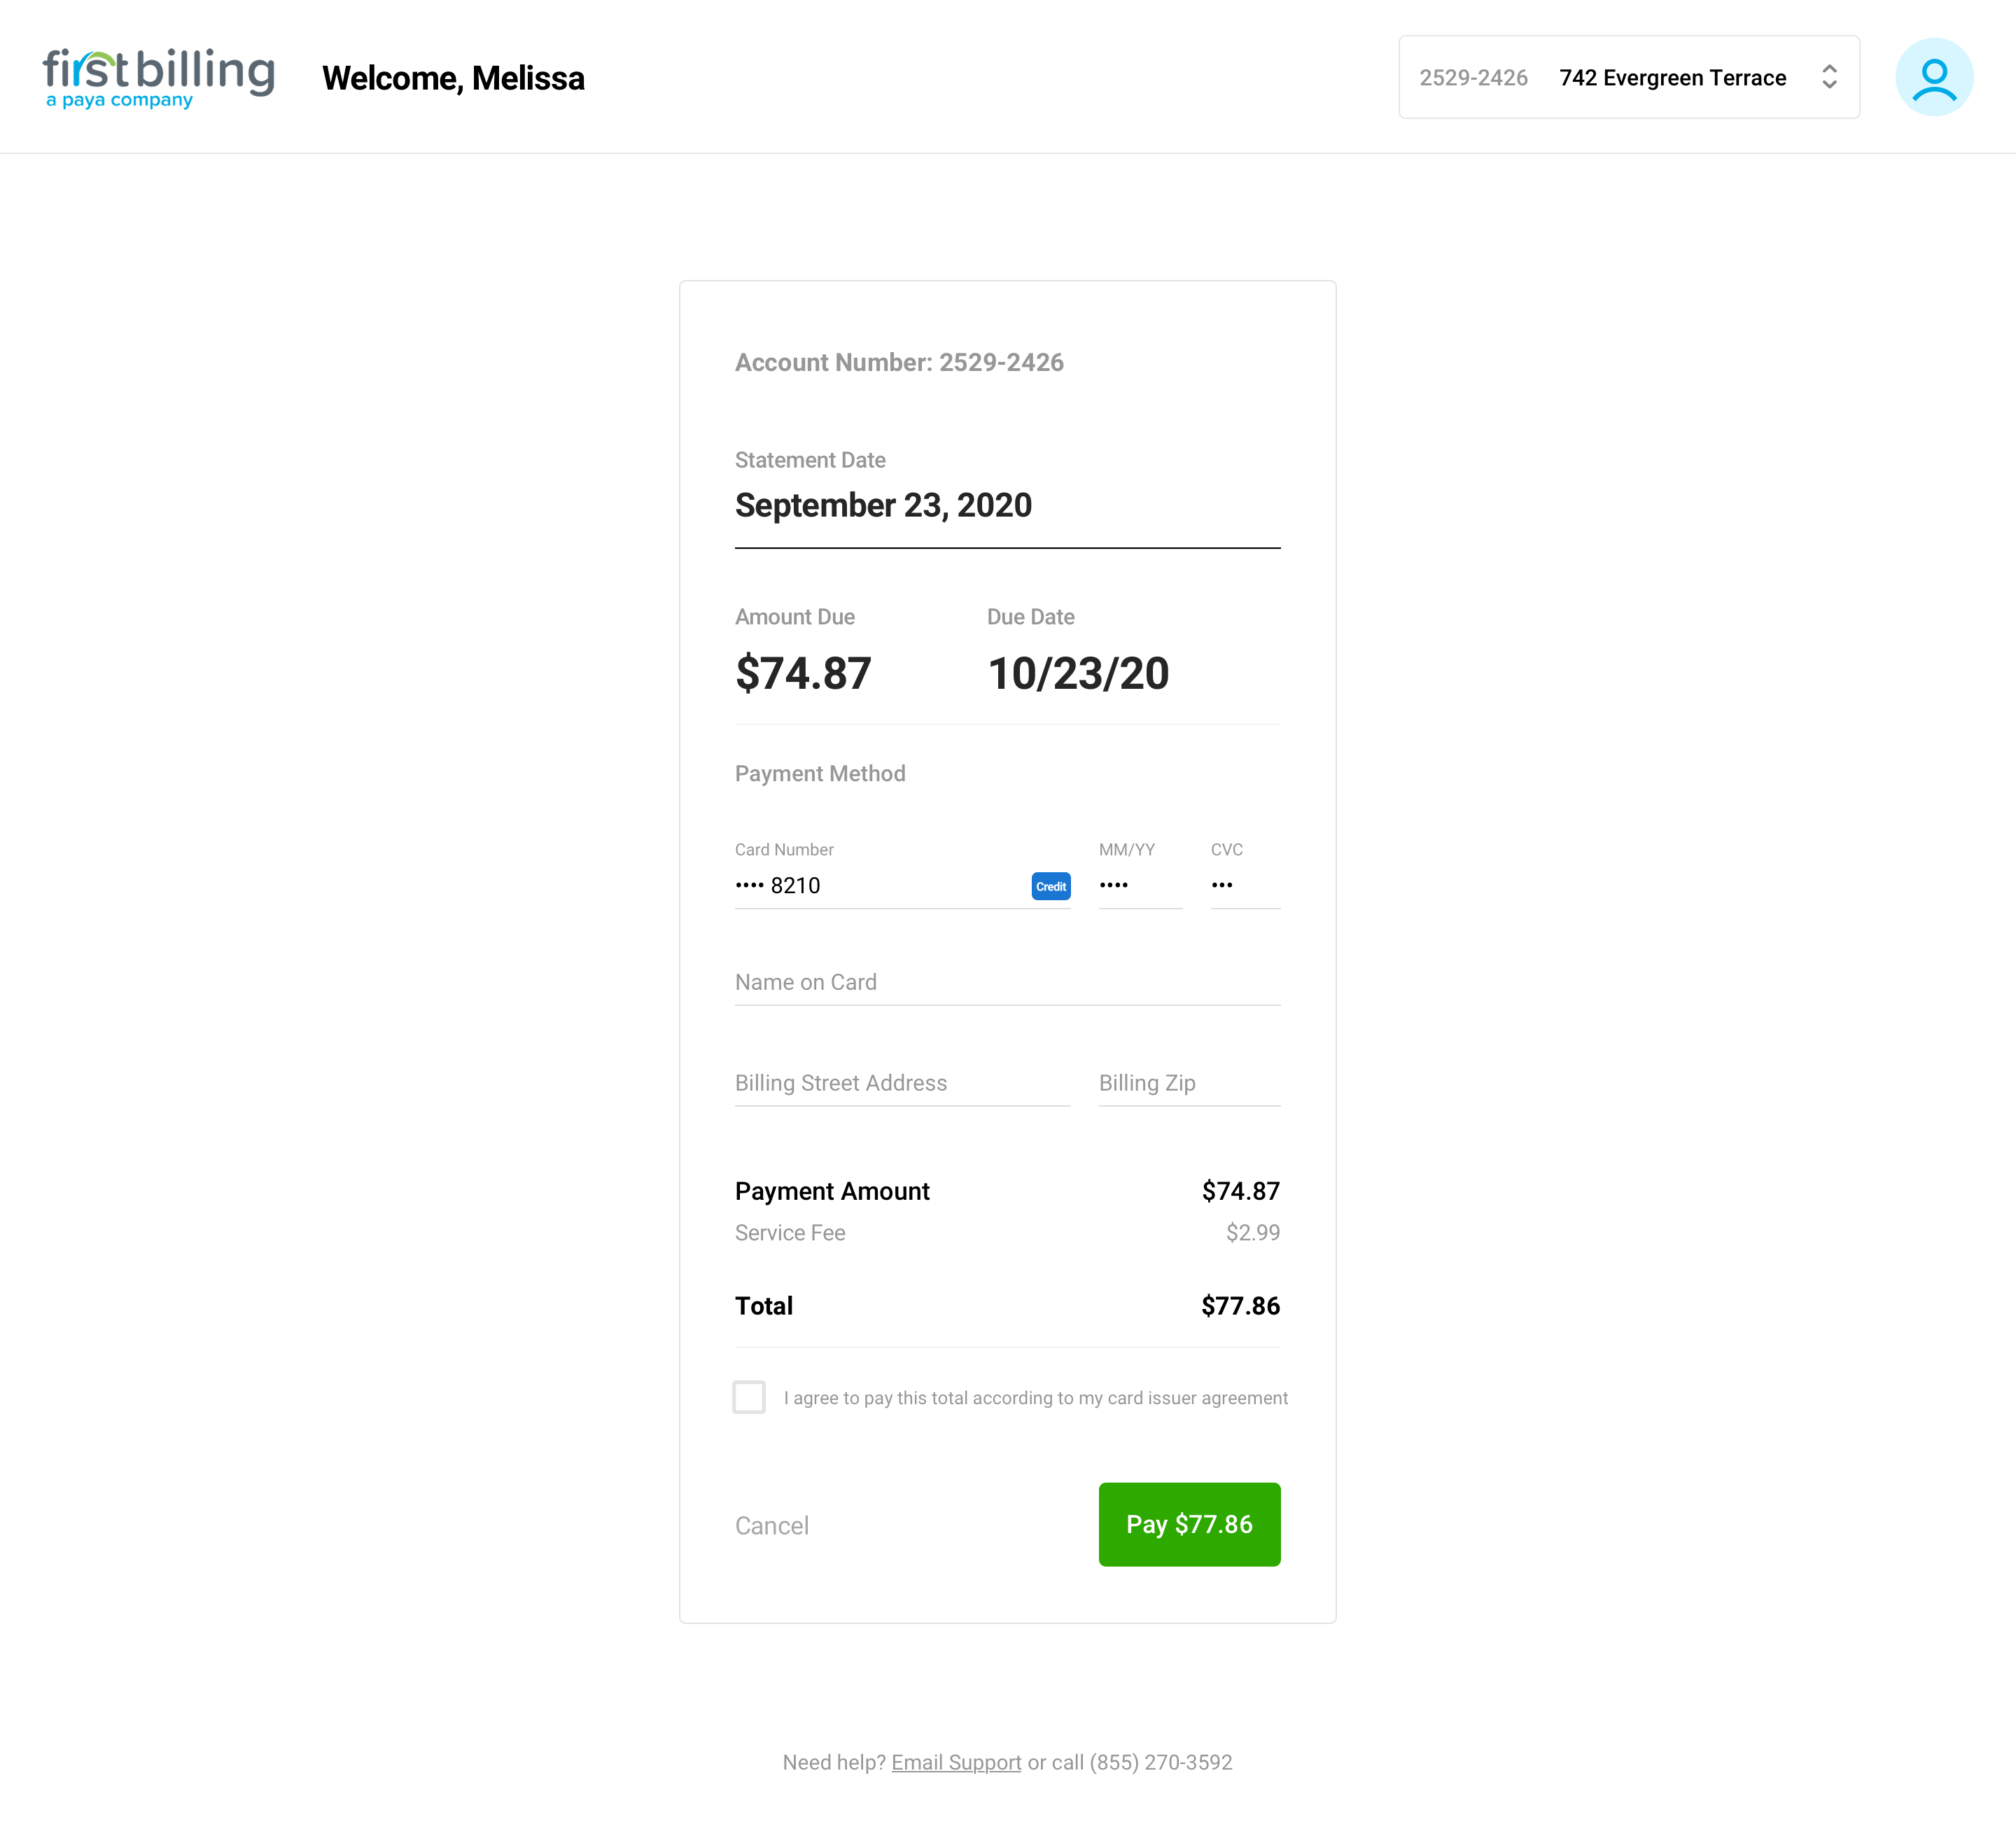 firstbilling
a paya company
Welcome, Melissa
2529-2426 742 Evergreen Terrace
Account Number: 2529-2426
Statement Date
September 23, 2020
Amount Due Due Date
$74.87 10/23/20
Payment Method
Card Number MM/YY CVC
•••• 8210 Credit •••• •••
Name on Card
Billing Street Address Billing Zip
Payment Amount $74.87
Service Fee $2.99
Total $77.86
I agree to pay this total according to my card issuer agreement
Cancel Pay $77.86
Need help? Email Support or call (855) 270-3592